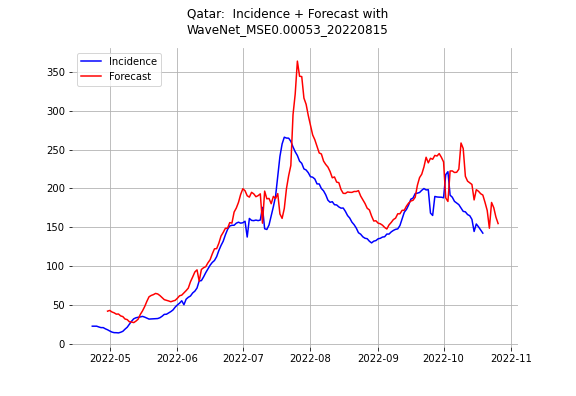 Qatar:  Incidence + Forecast with
WaveNet_MSE0.00053_20220815
Incidence
Forecast
350
300
250
200
150
100
50
0
2022-05 2022-06 2022-07 2022-08 2022-09 2022-10 2022-11